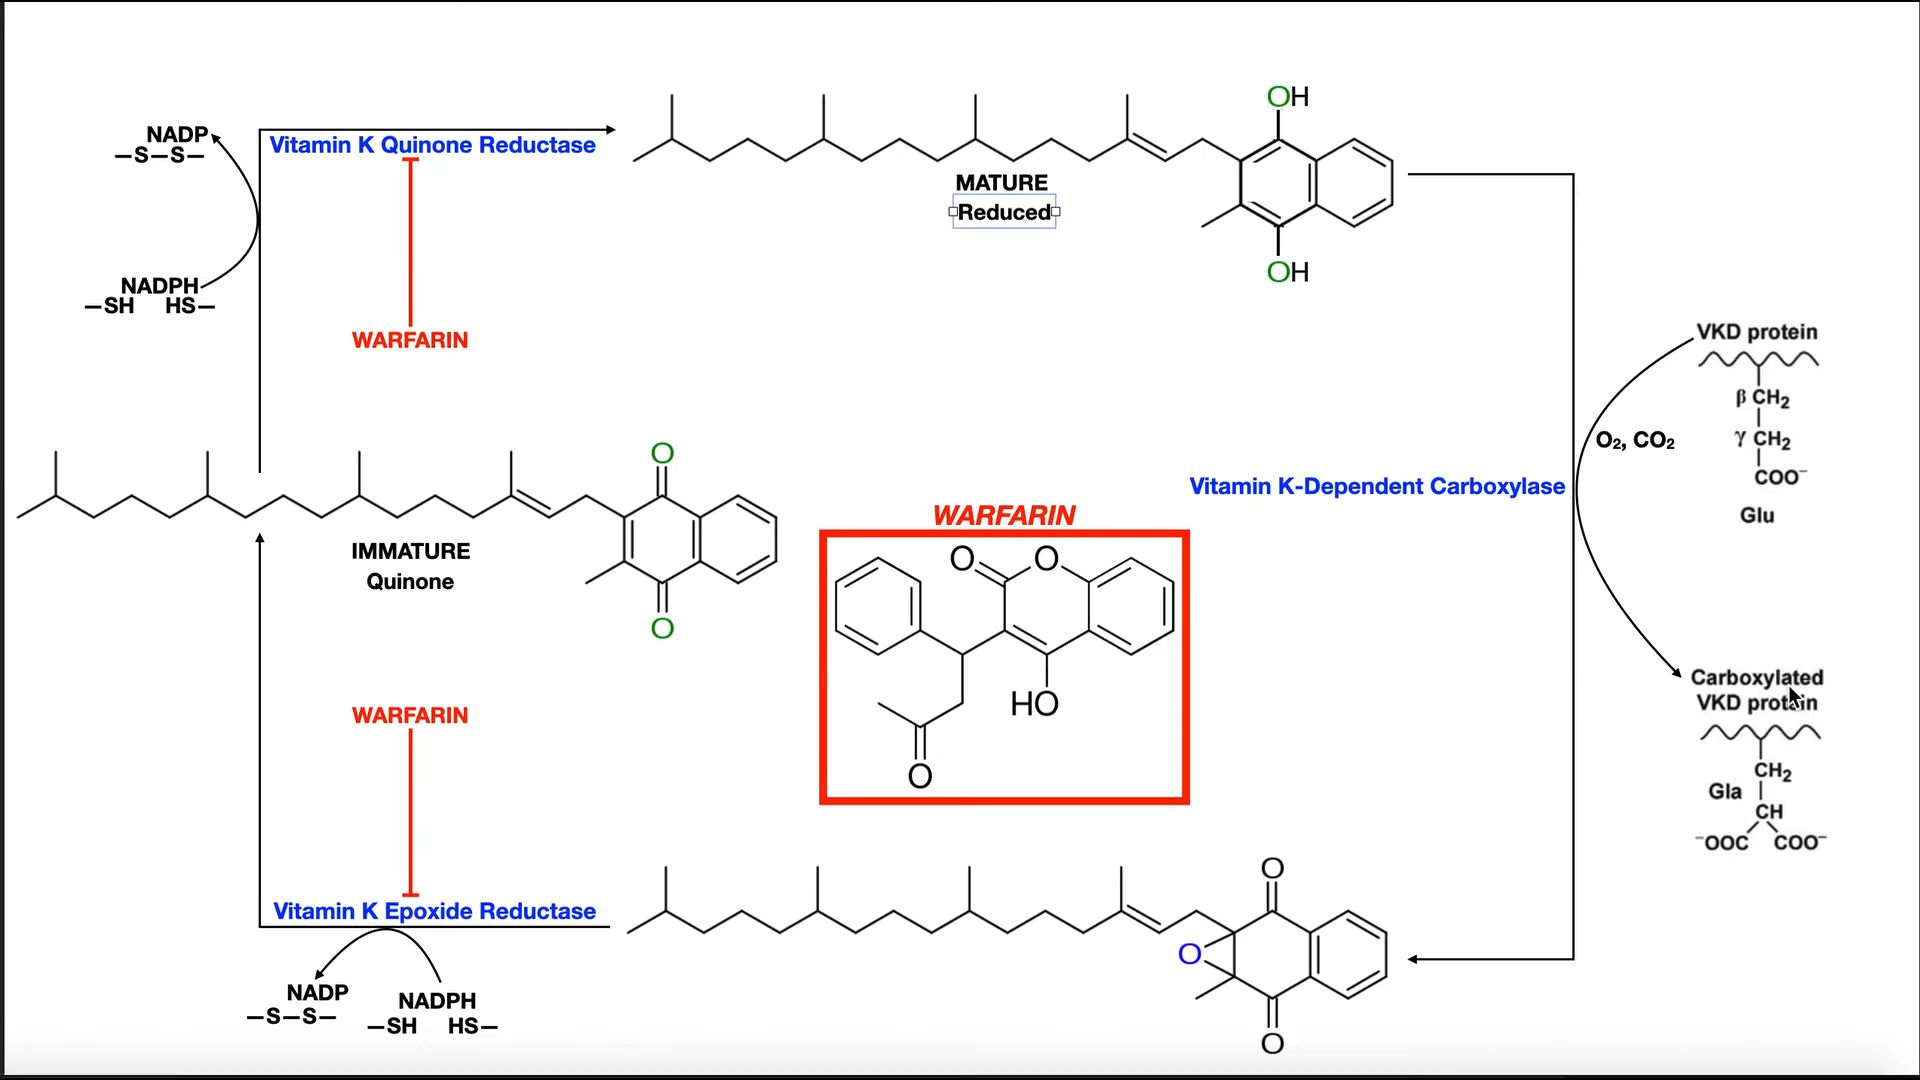 OH
NADP
–S–S–
Vitamin K Quinone Reductase
MATURE
Reduced
OH
NADPH
–SH HS–
WARFARIN
VKD protein
β CH₂
γ CH₂
COO⁻
Glu
O₂, CO₂
O
Vitamin K-Dependent Carboxylase
WARFARIN
IMMATURE
Quinone
O
O O
HO
O
Carboxylated
VKD protein
CH₂
Gla
CH
⁻OOC COO⁻
WARFARIN
Vitamin K Epoxide Reductase
O
O
O
NADP
–S–S–
NADPH
–SH HS–